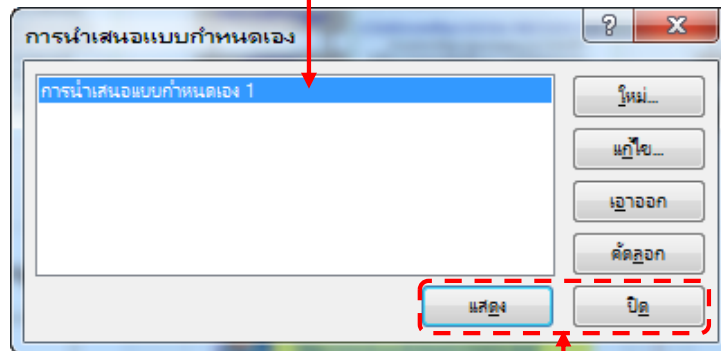 การนำเสนอแบบกำหนดเอง
การนำเสนอแบบกำหนดเอง 1
ใหม่...
แก้ไข...
เอาออก
คัดลอก
แสดง
ปิด